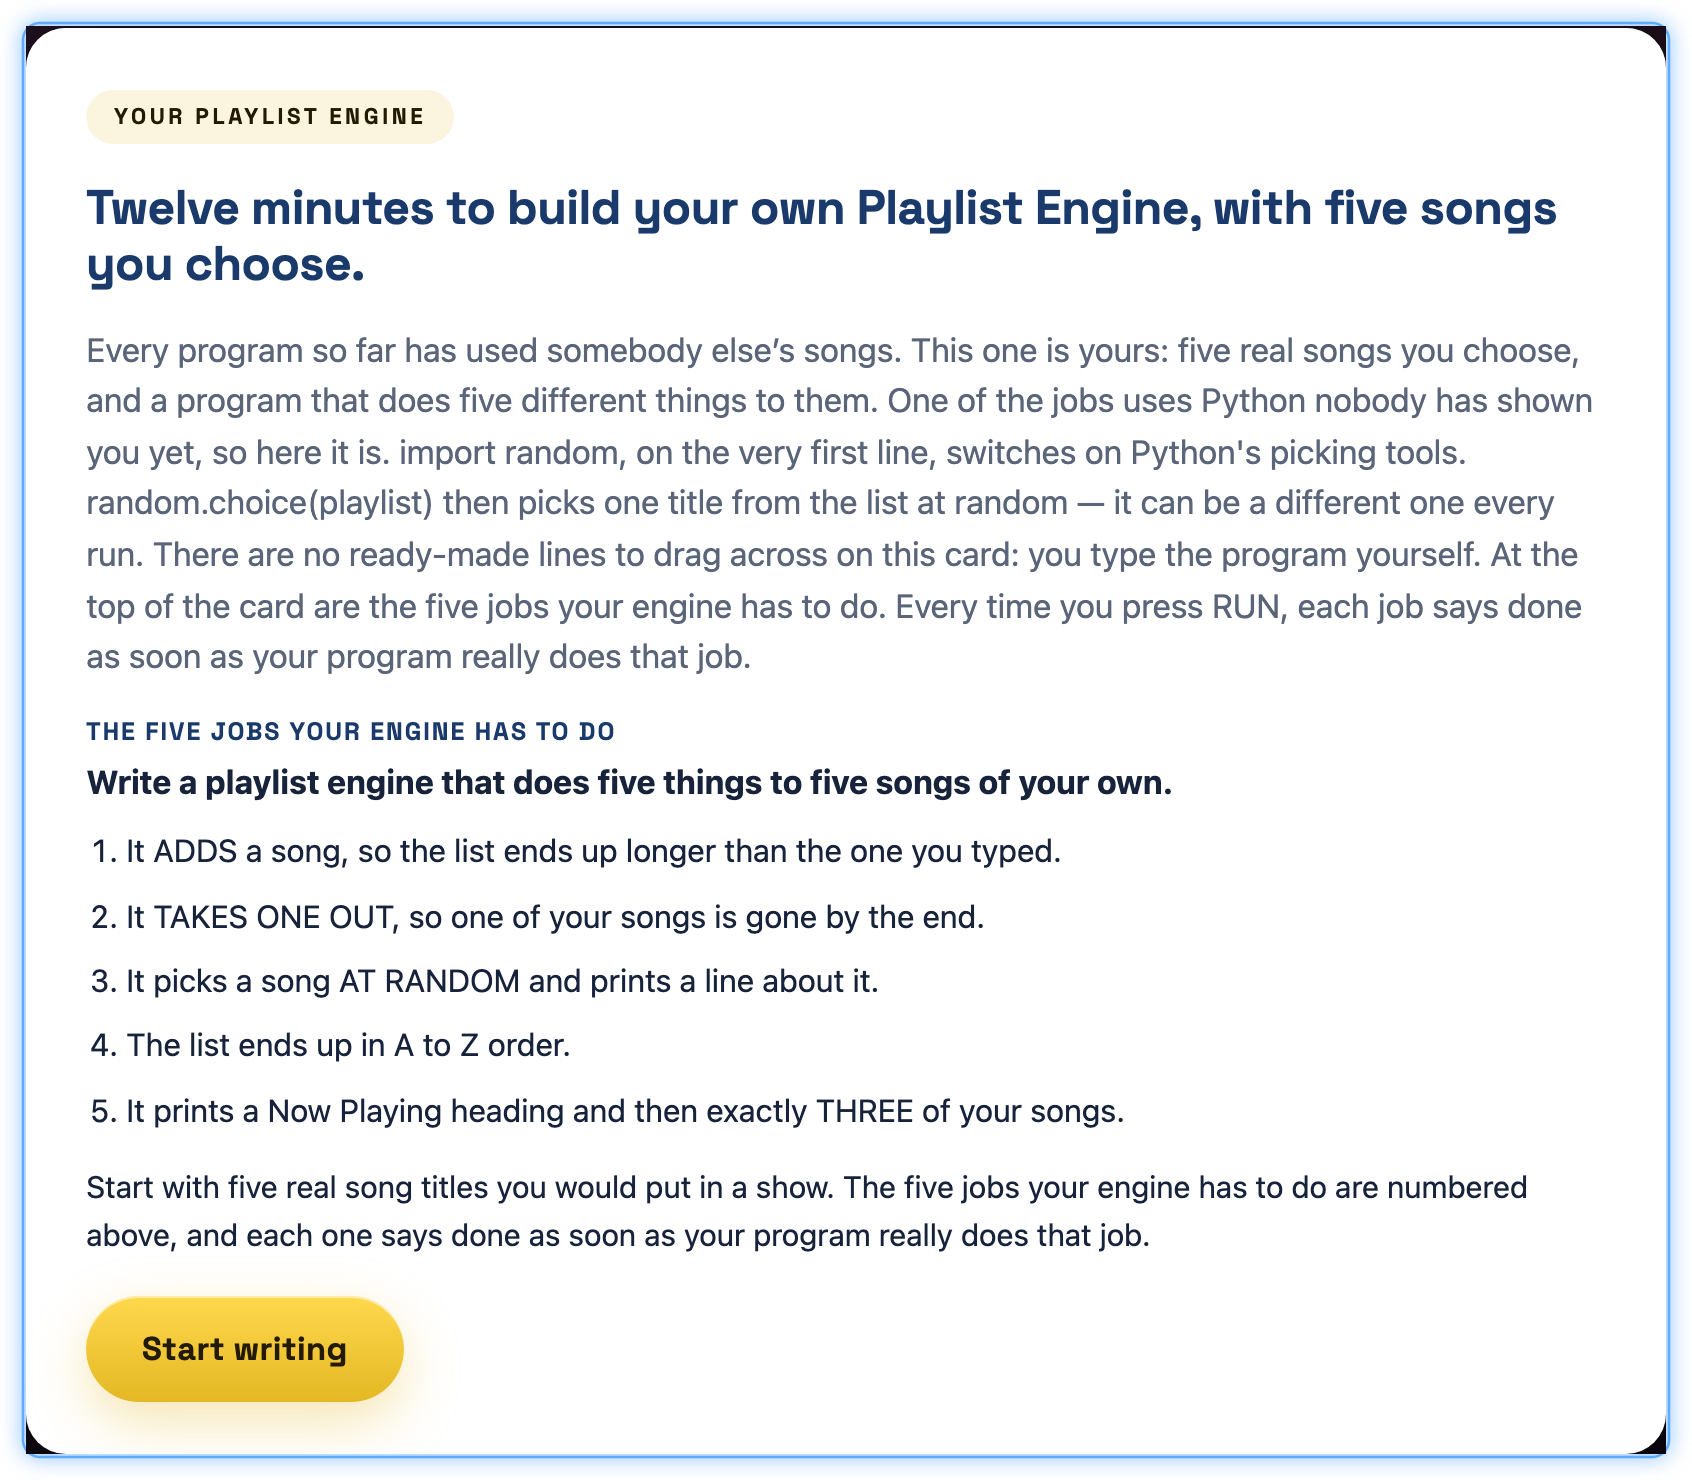 YOUR PLAYLIST ENGINE
Twelve minutes to build your own Playlist Engine, with five songs
you choose.
Every program so far has used somebody else’s songs. This one is yours: five real songs you choose,
and a program that does five different things to them. One of the jobs uses Python nobody has shown
you yet, so here it is. import random, on the very first line, switches on Python's picking tools.
random.choice(playlist) then picks one title from the list at random — it can be a different one every
run. There are no ready-made lines to drag across on this card: you type the program yourself. At the
top of the card are the five jobs your engine has to do. Every time you press RUN, each job says done
as soon as your program really does that job.
THE FIVE JOBS YOUR ENGINE HAS TO DO
Write a playlist engine that does five things to five songs of your own.
1. It ADDS a song, so the list ends up longer than the one you typed.
2. It TAKES ONE OUT, so one of your songs is gone by the end.
3. It picks a song AT RANDOM and prints a line about it.
4. The list ends up in A to Z order.
5. It prints a Now Playing heading and then exactly THREE of your songs.
Start with five real song titles you would put in a show. The five jobs your engine has to do are numbered
above, and each one says done as soon as your program really does that job.
Start writing